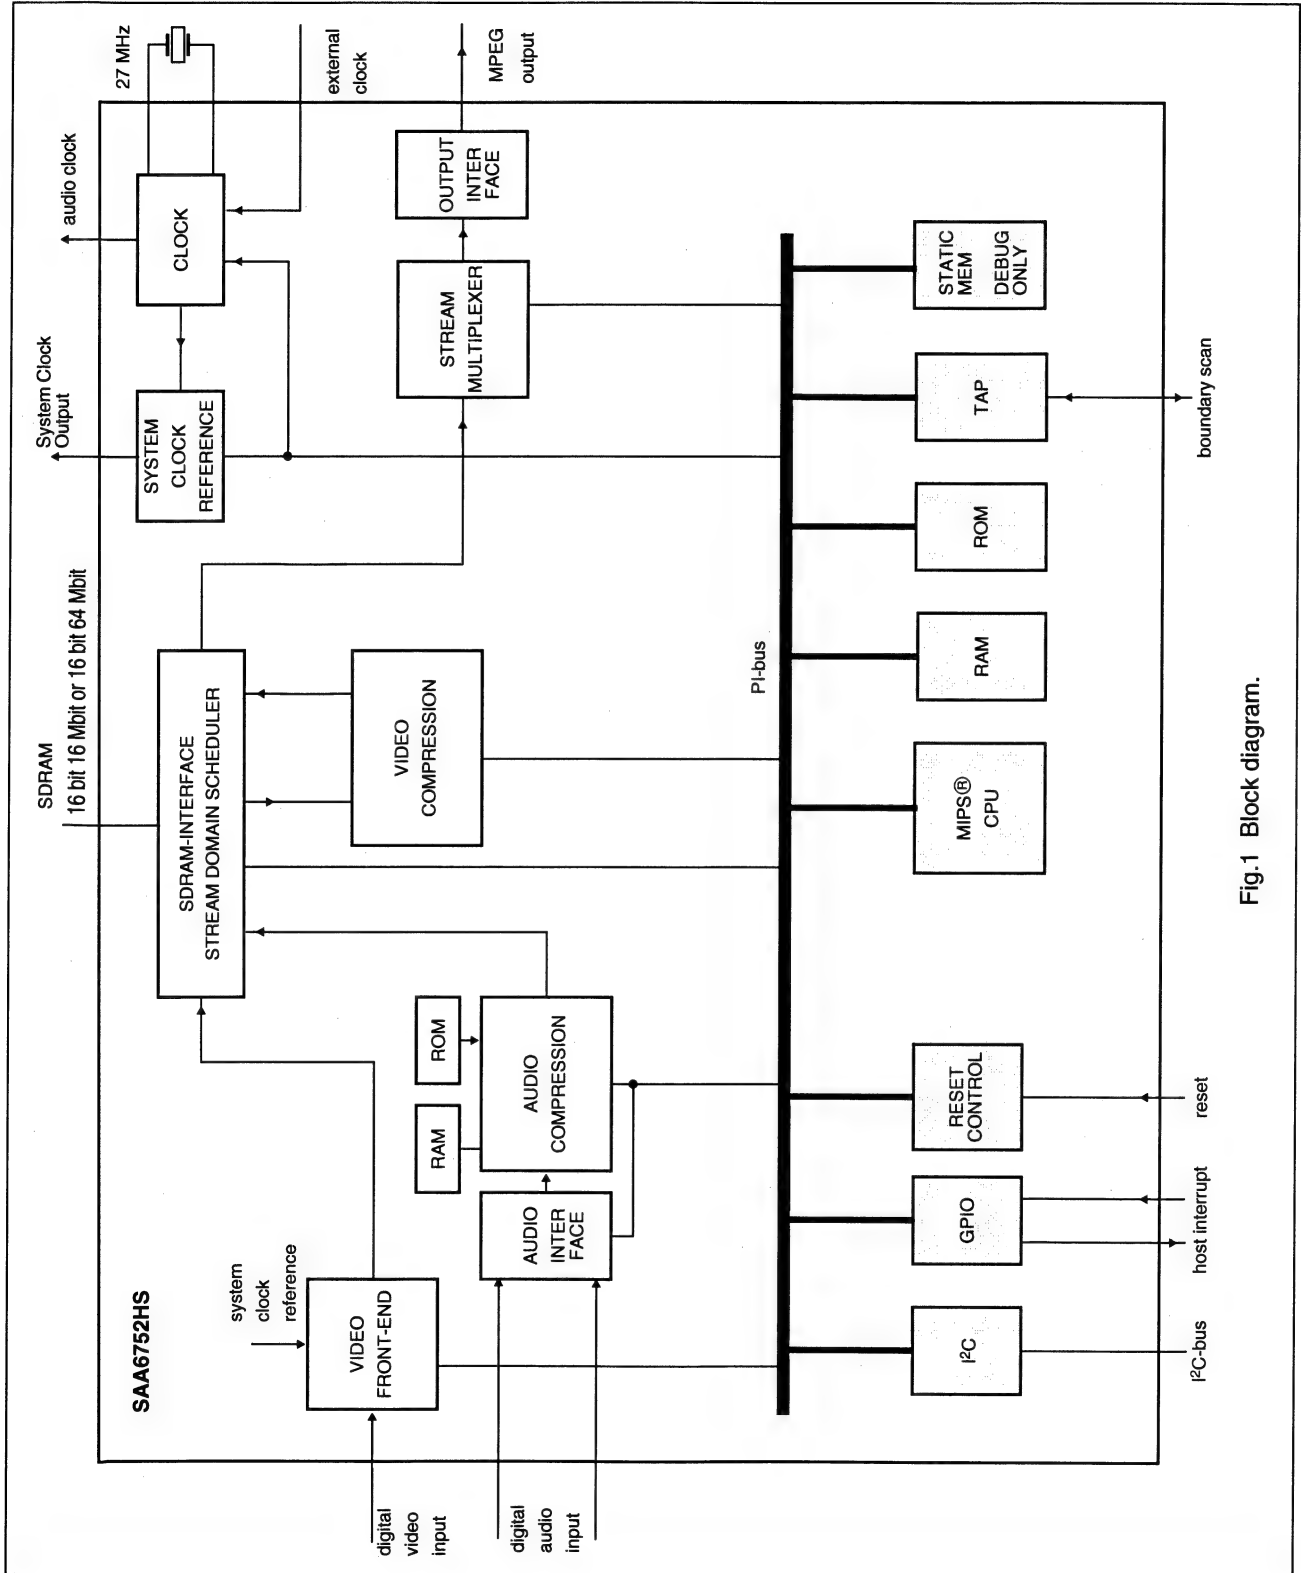 SAA6752HS
SDRAM
16 bit 16 Mbit or 16 bit 64 Mbit
System Clock
Output
audio clock
27 MHz
external
clock
MPEG
output
SDRAM-INTERFACE
STREAM DOMAIN SCHEDULER
SYSTEM
CLOCK
REFERENCE
CLOCK
system
clock
reference
VIDEO
FRONT-END
digital
video
input
RAM
ROM
AUDIO
INTER
FACE
AUDIO
COMPRESSION
digital
audio
input
VIDEO
COMPRESSION
STREAM
MULTIPLEXER
OUTPUT
INTER
FACE
PI-bus
I²C
GPIO
RESET
CONTROL
MIPS®
CPU
RAM
ROM
TAP
STATIC
MEM
DEBUG
ONLY
I²C-bus
host interrupt
reset
boundary scan
Fig.1 Block diagram.